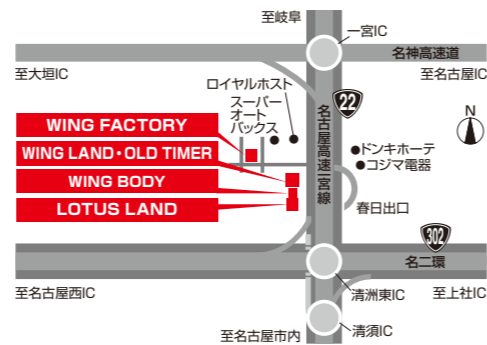 至岐阜
一宮IC
名神高速道
至大垣IC
至名古屋IC
ロイヤルホスト
スーパー
オート
バックス
22
N
名古屋高速一宮線
WING FACTORY
WING LAND・OLD TIMER
WING BODY
LOTUS LAND
●ドンキホーテ
●コジマ電器
春日出口
302
名二環
至名古屋西IC
清洲東IC
至上社IC
至名古屋市内
清須IC